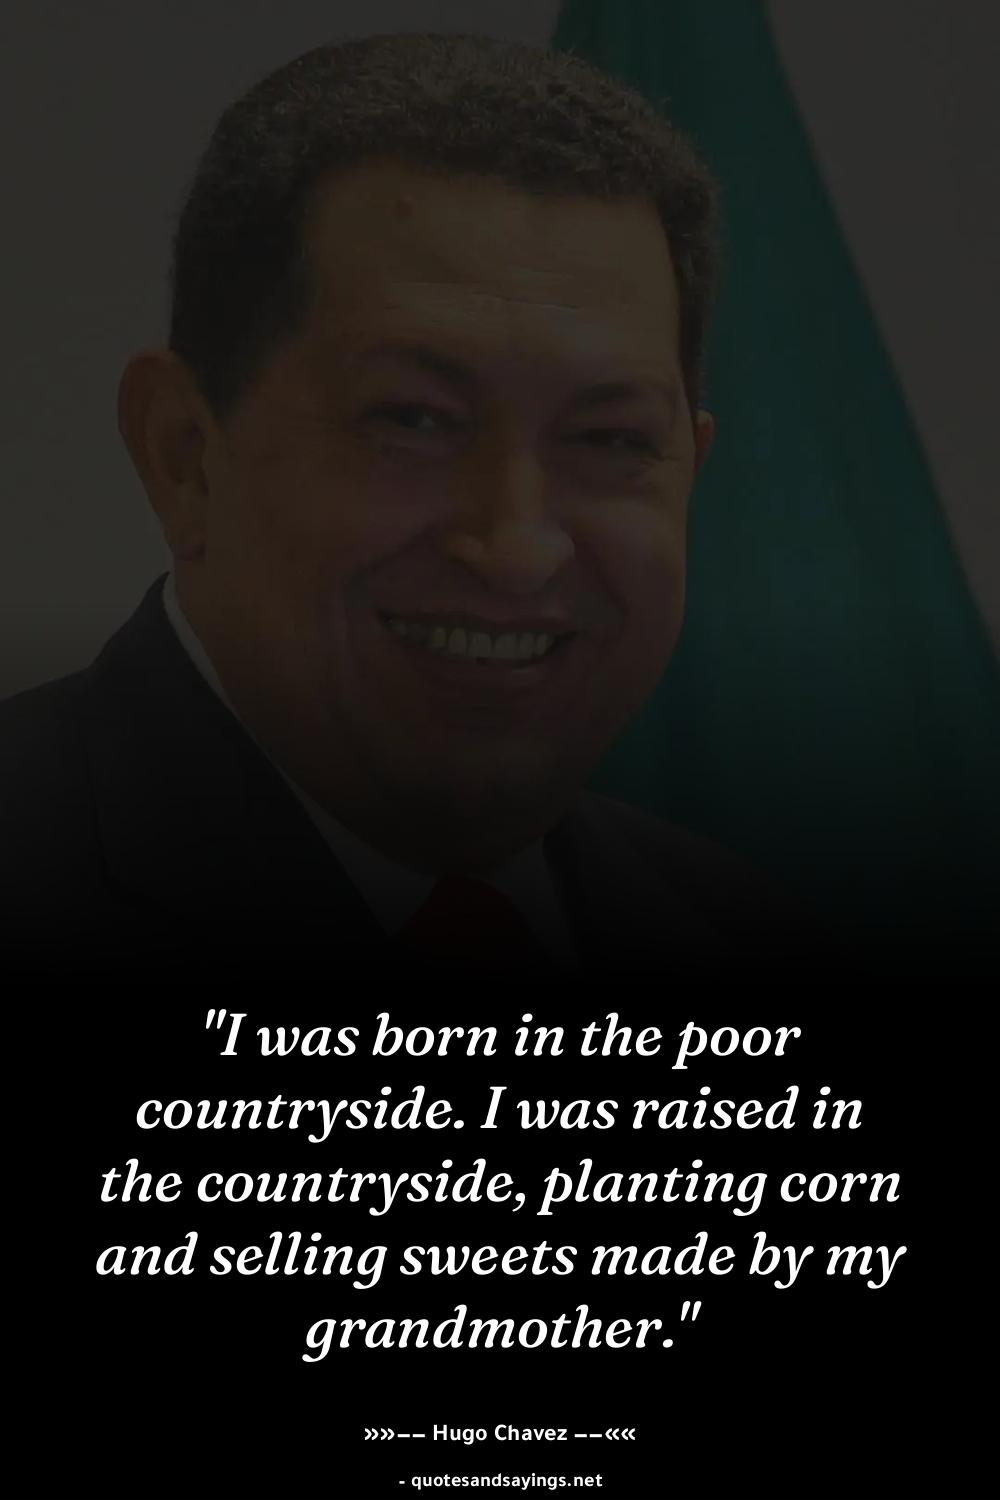 "I was born in the poor
countryside. I was raised in
the countryside, planting corn
and selling sweets made by my
grandmother."
»»–– Hugo Chavez ––««
- quotesandsayings.net